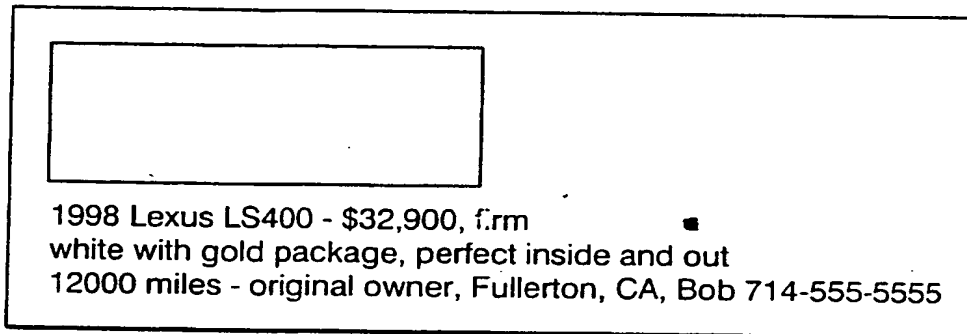 1998 Lexus LS400 - $32,900, firm
white with gold package, perfect inside and out
12000 miles - original owner, Fullerton, CA, Bob 714-555-5555